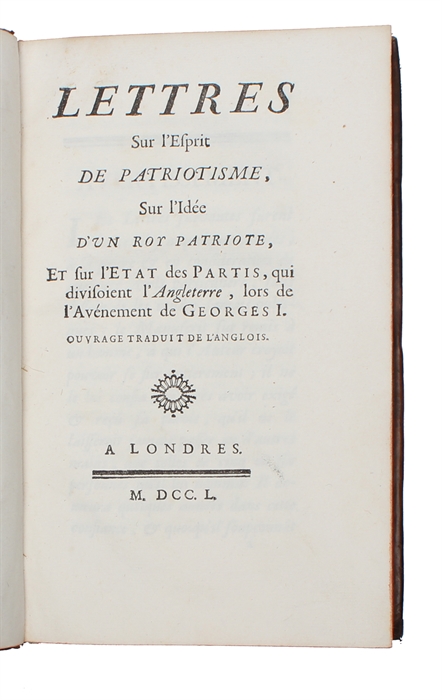 LETTRES
Sur l'Eſprit
DE PATRIOTISME,
Sur l'Idée
D'UN ROY PATRIOTE,
ET ſur l'ETAT des PARTIS, qui
diviſoient l'Angleterre, lors de
l'Avénement de GEORGES I.
OUVRAGE TRADUIT DE L'ANGLOIS.
A LONDRES.
M. DCC. L.